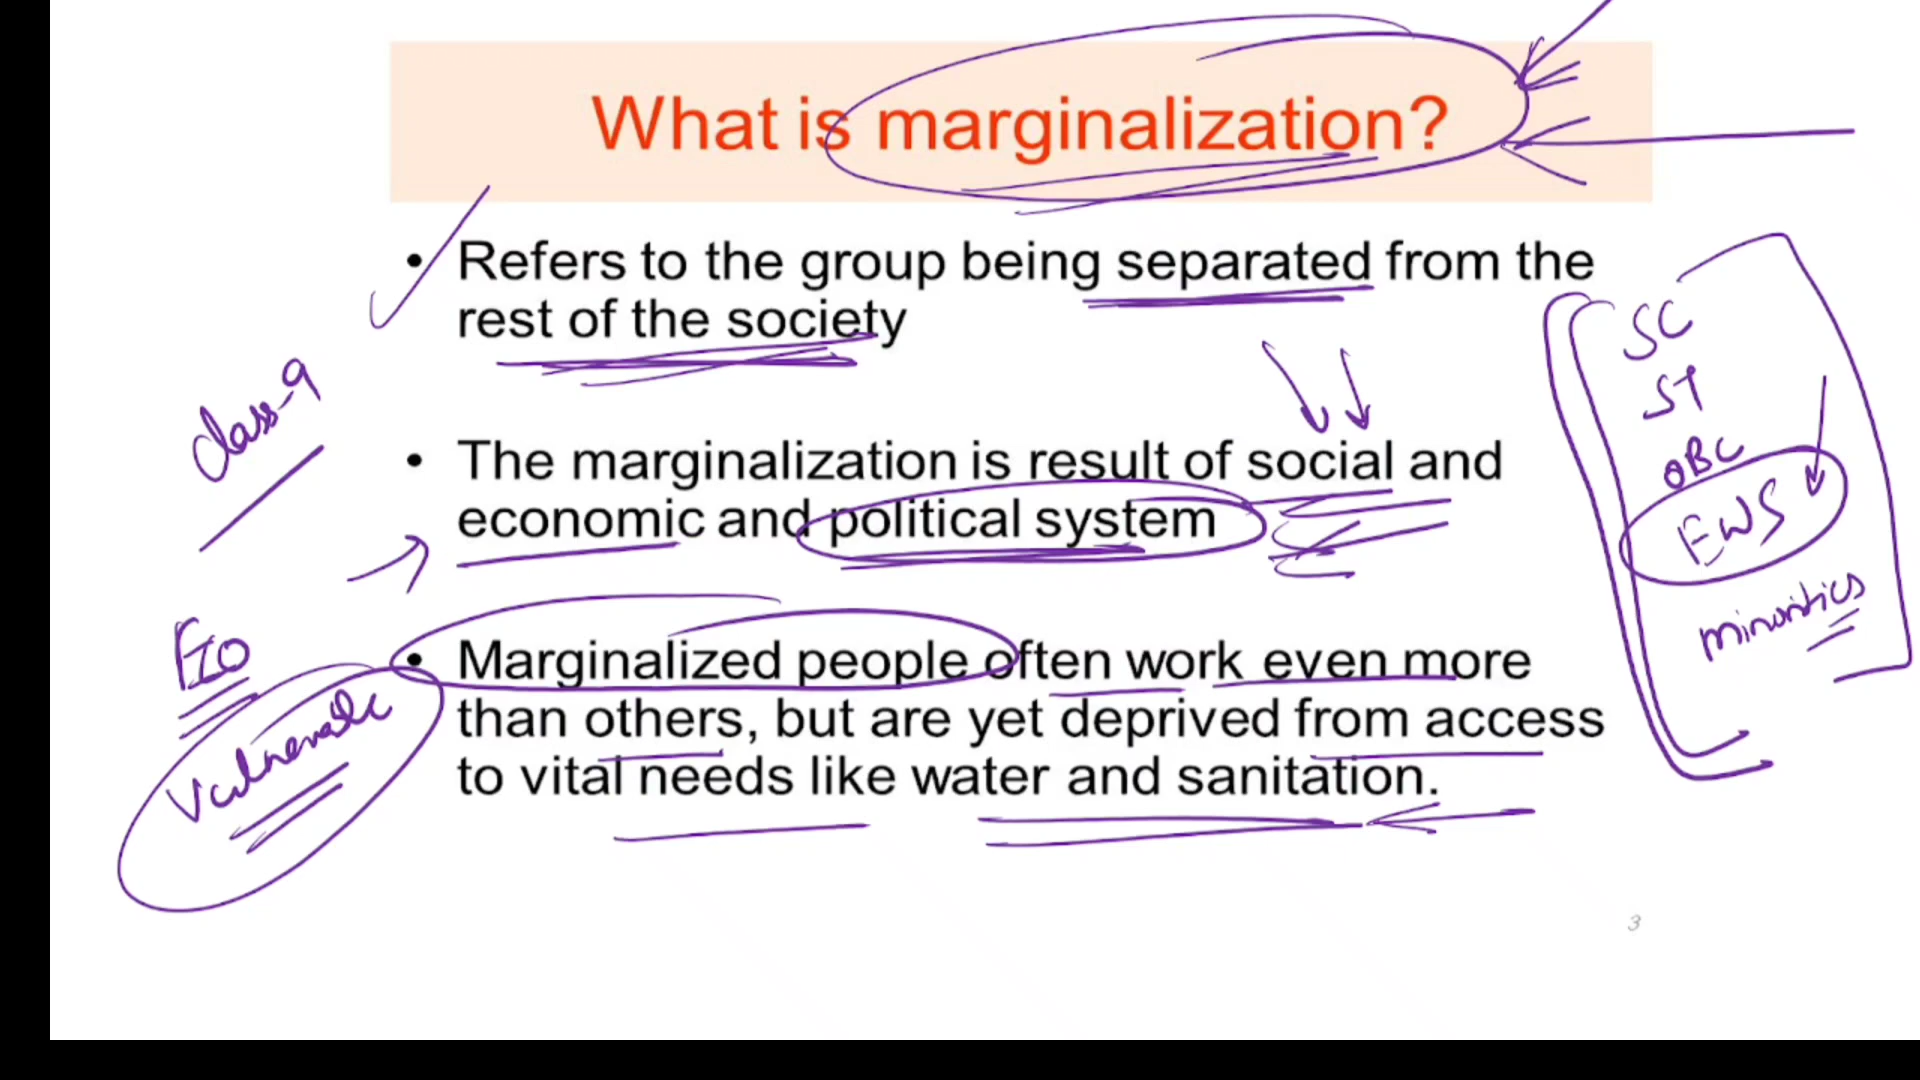 What is marginalization?
• Refers to the group being separated from the
rest of the society
• The marginalization is result of social and
economic and political system
• Marginalized people often work even more
than others, but are yet deprived from access
to vital needs like water and sanitation.
class-9
Vulnerable
SC
ST
OBC
EWS
minorities
3